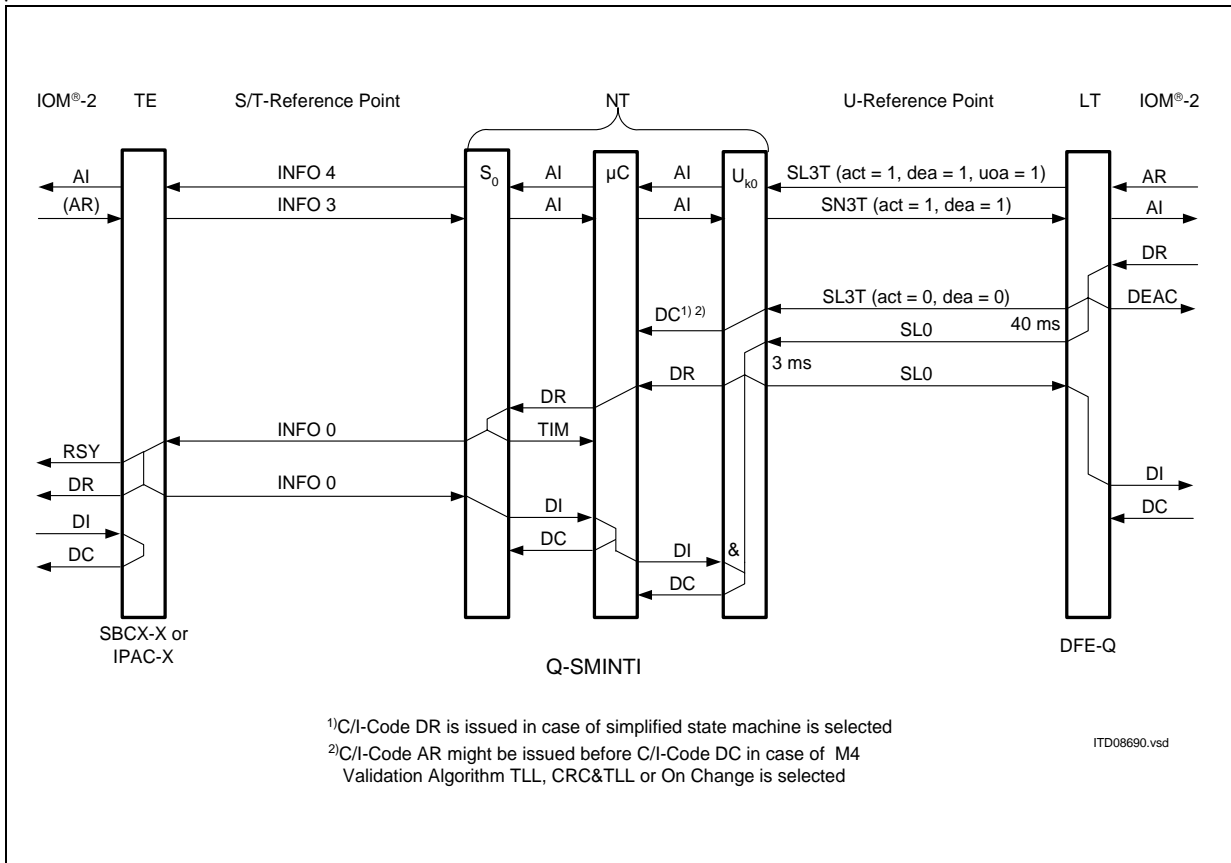 IOM®-2 TE S/T-Reference Point NT U-Reference Point LT IOM®-2
S0 µC Uk0
AI INFO 4 AI AI SL3T (act = 1, dea = 1, uoa = 1) AR
(AR) INFO 3 AI AI SN3T (act = 1, dea = 1) AI
DR
SL3T (act = 0, dea = 0) DEAC
DC1) 2) 40 ms
SL0
3 ms
DR SL0
DR
INFO 0 TIM
RSY
DR INFO 0 DI
DI DI DC
DC DC DI &
DC
SBCX-X or
IPAC-X
Q-SMINTI
DFE-Q
1)C/I-Code DR is issued in case of simplified state machine is selected
2)C/I-Code AR might be issued before C/I-Code DC in case of M4
Validation Algorithm TLL, CRC&TLL or On Change is selected
ITD08690.vsd